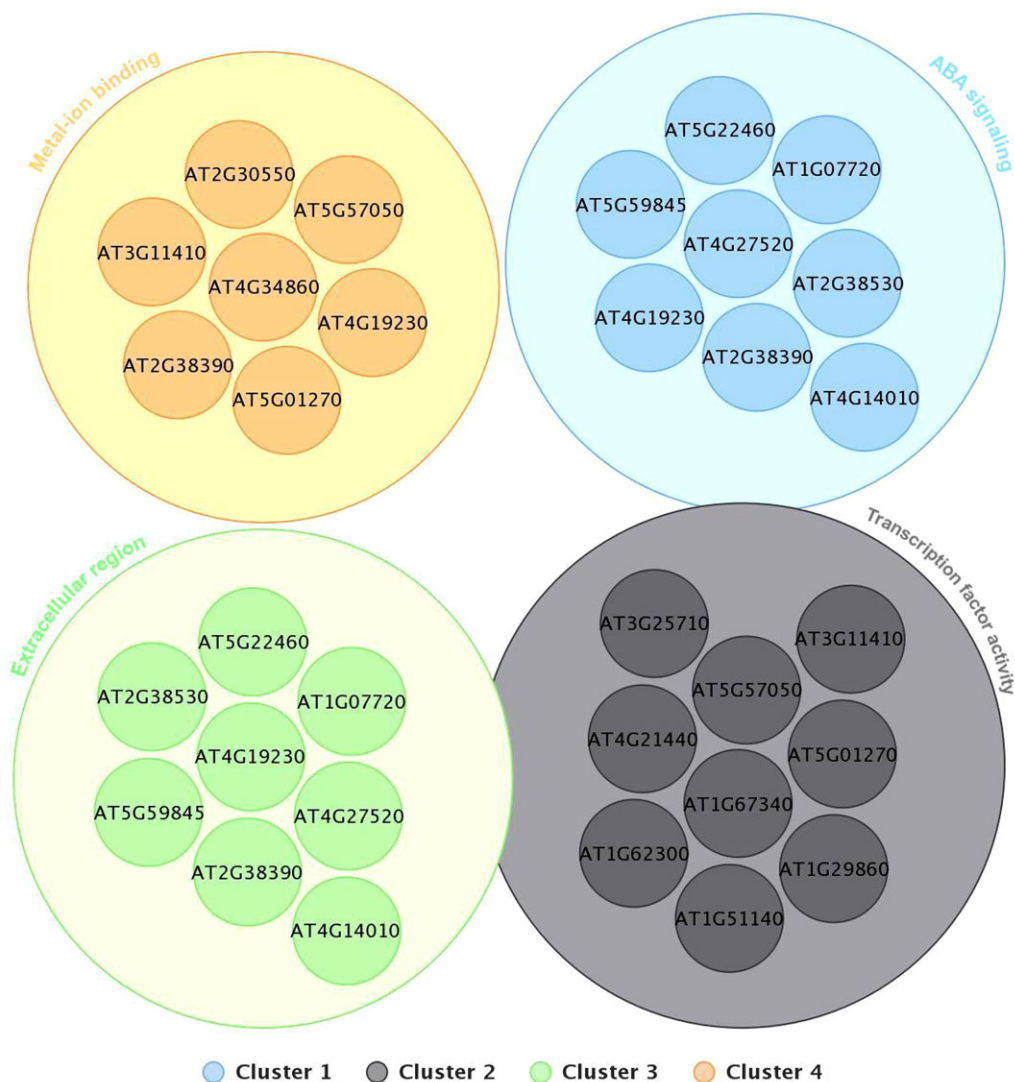 Metal-ion binding
AT2G30550
AT5G57050
AT3G11410
AT4G34860
AT4G19230
AT2G38390
AT5G01270
ABA signaling
AT5G22460
AT1G07720
AT5G59845
AT4G27520
AT2G38530
AT4G19230
AT2G38390
AT4G14010
Extracellular region
AT5G22460
AT2G38530
AT1G07720
AT4G19230
AT5G59845
AT4G27520
AT2G38390
AT4G14010
Transcription factor activity
AT3G25710
AT3G11410
AT5G57050
AT4G21440
AT5G01270
AT1G67340
AT1G62300
AT1G29860
AT1G51140
Cluster 1 Cluster 2 Cluster 3 Cluster 4